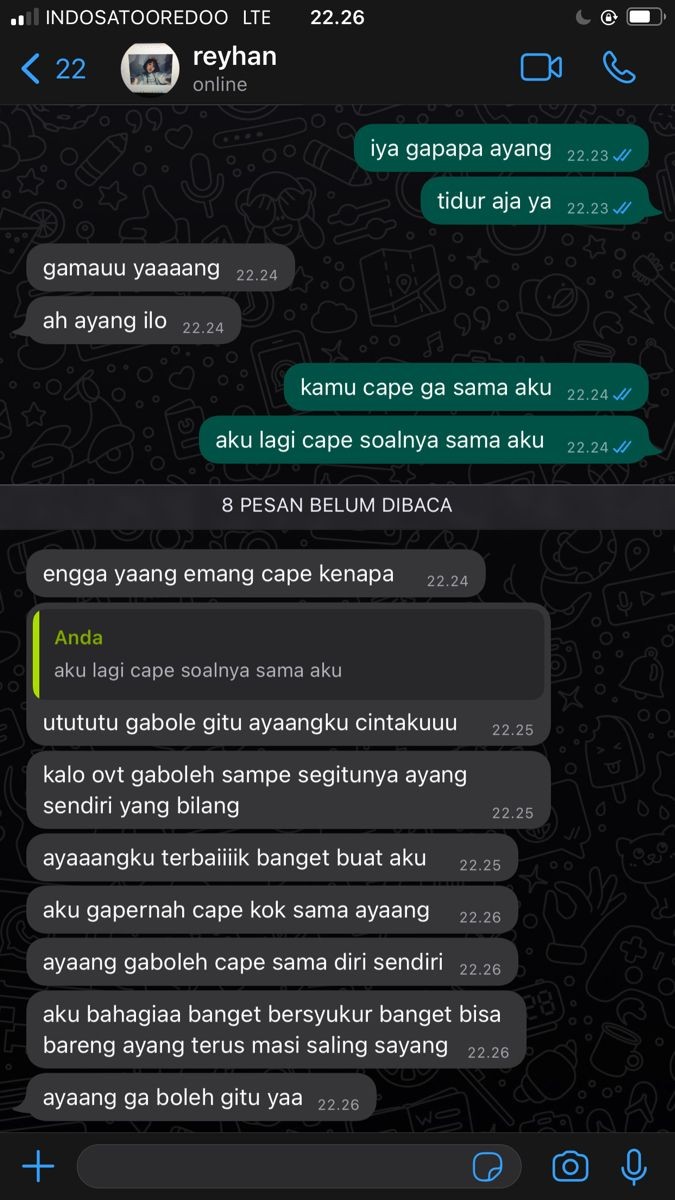 INDOSATOOREDOO LTE 22.26
22 reyhan
online
iya gapapa ayang 22.23
tidur aja ya 22.23
gamauu yaaaang 22.24
ah ayang ilo 22.24
kamu cape ga sama aku 22.24
aku lagi cape soalnya sama aku 22.24
8 PESAN BELUM DIBACA
engga yaang emang cape kenapa 22.24
Anda
aku lagi cape soalnya sama aku
utututu gabole gitu ayaangku cintakuuu 22.25
kalo ovt gaboleh sampe segitunya ayang
sendiri yang bilang 22.25
ayaaangku terbaiiiik banget buat aku 22.25
aku gapernah cape kok sama ayaang 22.26
ayaang gaboleh cape sama diri sendiri 22.26
aku bahagiaa banget bersyukur banget bisa
bareng ayang terus masi saling sayang 22.26
ayaang ga boleh gitu yaa 22.26